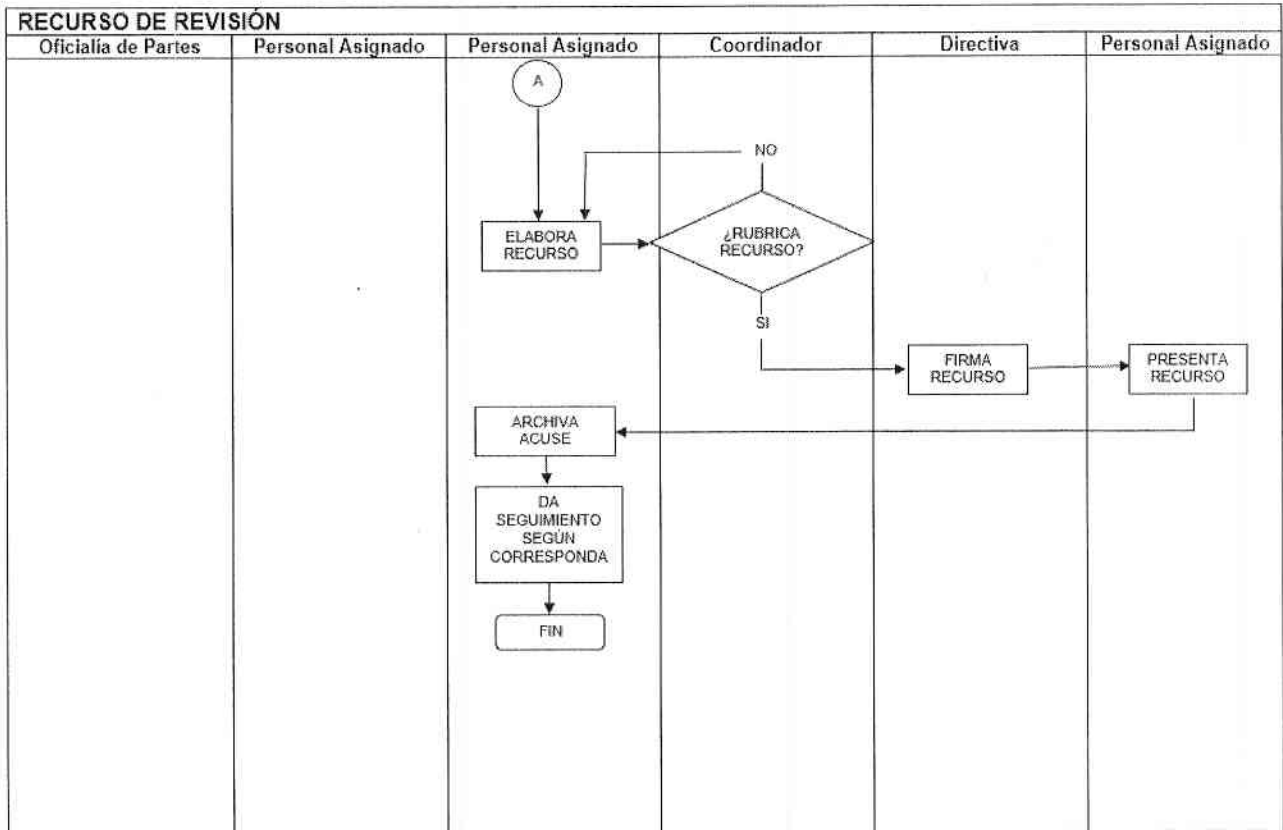 RECURSO DE REVISIÓN
Oficialía de Partes
Personal Asignado
Personal Asignado
Coordinador
Directiva
Personal Asignado
A
NO
ELABORA
RECURSO
¿RUBRICA
RECURSO?
SI
FIRMA
RECURSO
PRESENTA
RECURSO
ARCHIVA
ACUSE
DA
SEGUIMIENTO
SEGÚN
CORRESPONDA
FIN